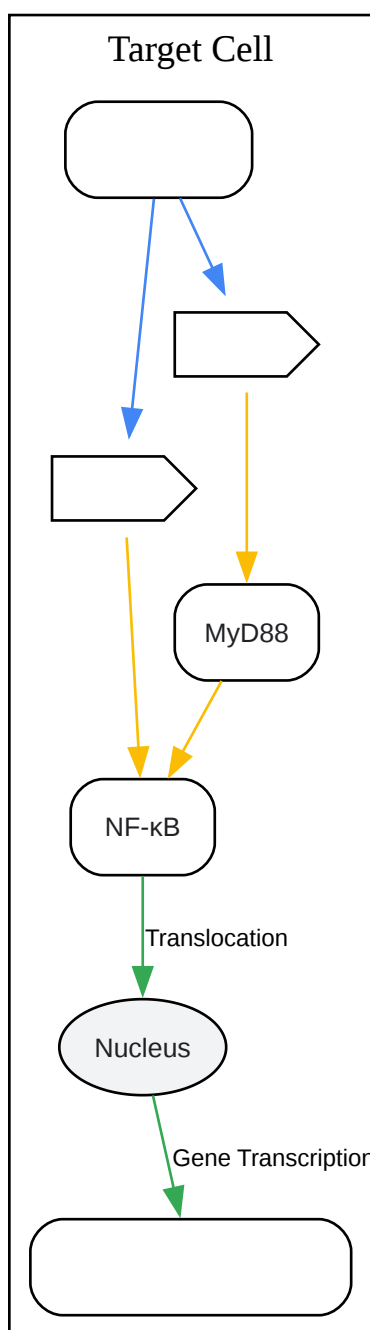 Target Cell
MyD88
NF-κB
Translocation
Nucleus
Gene Transcription